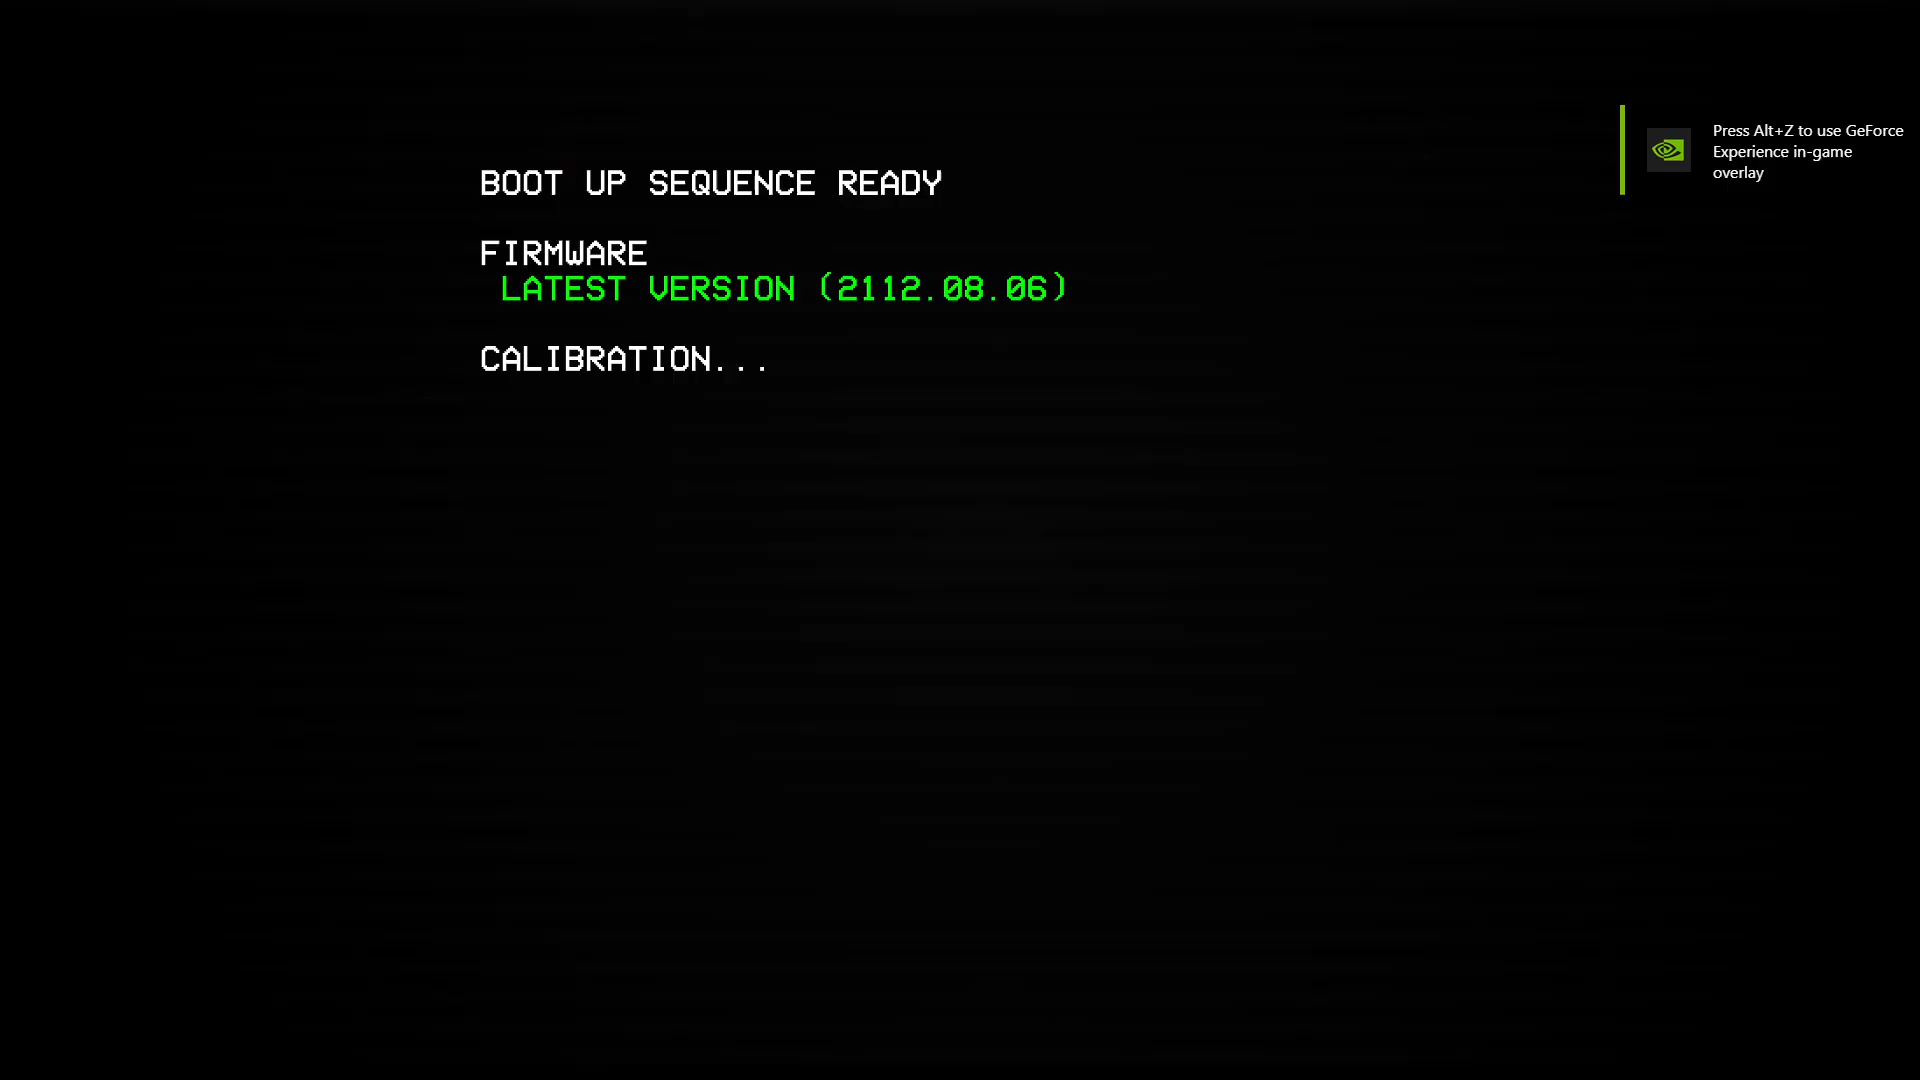 BOOT UP SEQUENCE READY
FIRMWARE
LATEST VERSION (2112.08.06)
CALIBRATION...
Press Alt+Z to use GeForce
Experience in-game
overlay